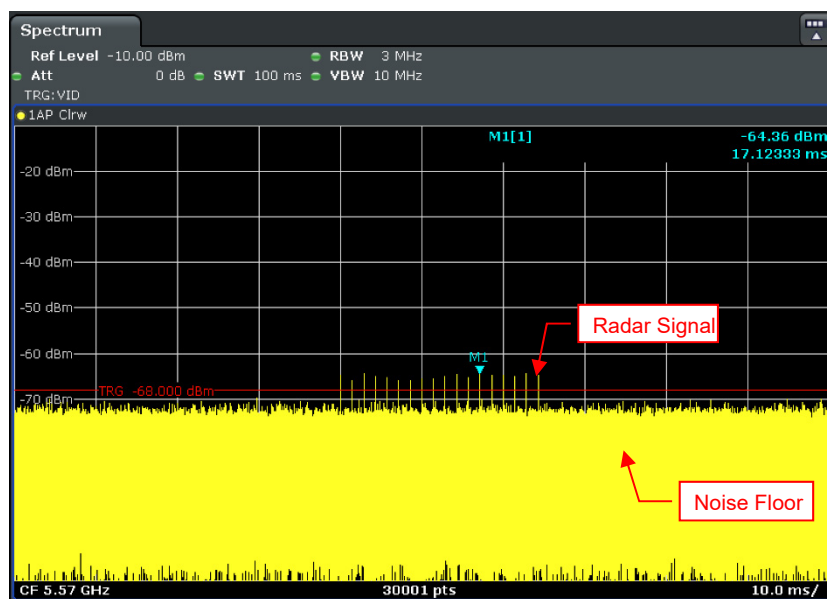 Spectrum
Ref Level -10.00 dBm RBW 3 MHz
Att 0 dB SWT 100 ms VBW 10 MHz
TRG:VID
1AP Clrw
M1[1] -64.36 dBm
17.12333 ms
-20 dBm
-30 dBm
-40 dBm
-50 dBm
Radar Signal
-60 dBm
M1
TRG -68.000 dBm
-70 dBm
Noise Floor
CF 5.57 GHz 30001 pts 10.0 ms/